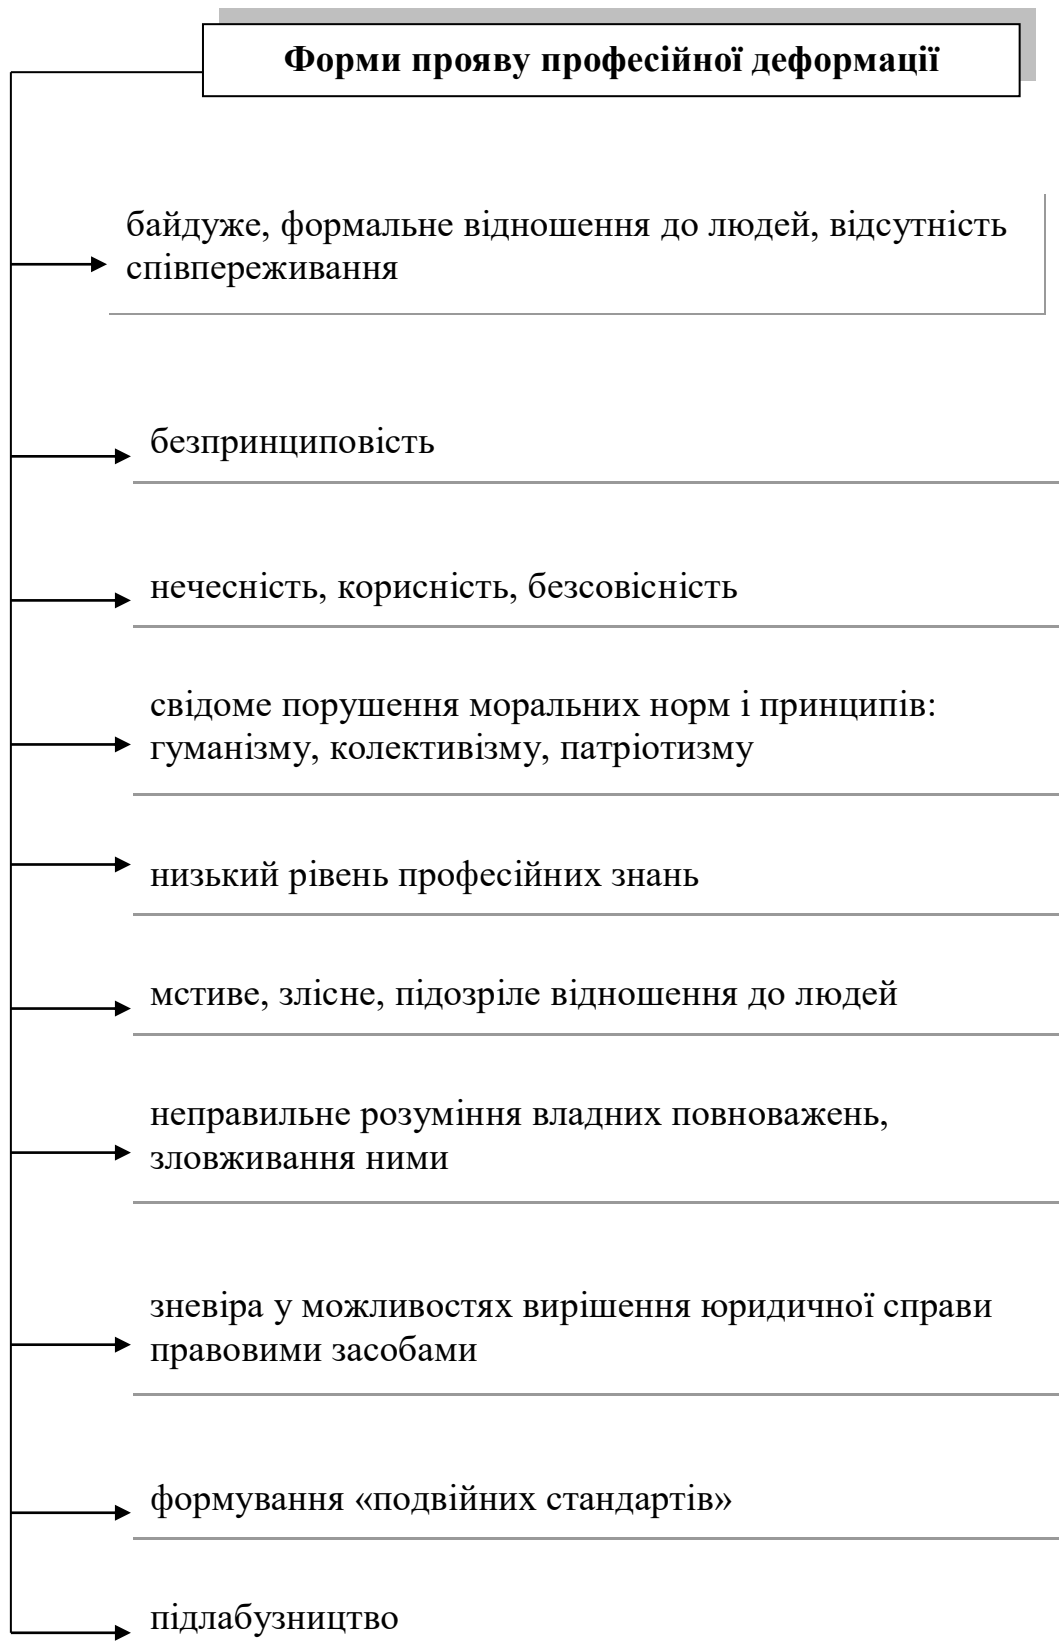 Форми прояву професійної деформації
байдуже, формальне відношення до людей, відсутність
співпереживання
безпринциповість
нечесність, корисність, безсовісність
свідоме порушення моральних норм і принципів:
гуманізму, колективізму, патріотизму
низький рівень професійних знань
мстиве, злісне, підозріле відношення до людей
неправильне розуміння владних повноважень,
зловживання ними
зневіра у можливостях вирішення юридичної справи
правовими засобами
формування «подвійних стандартів»
підлабузництво